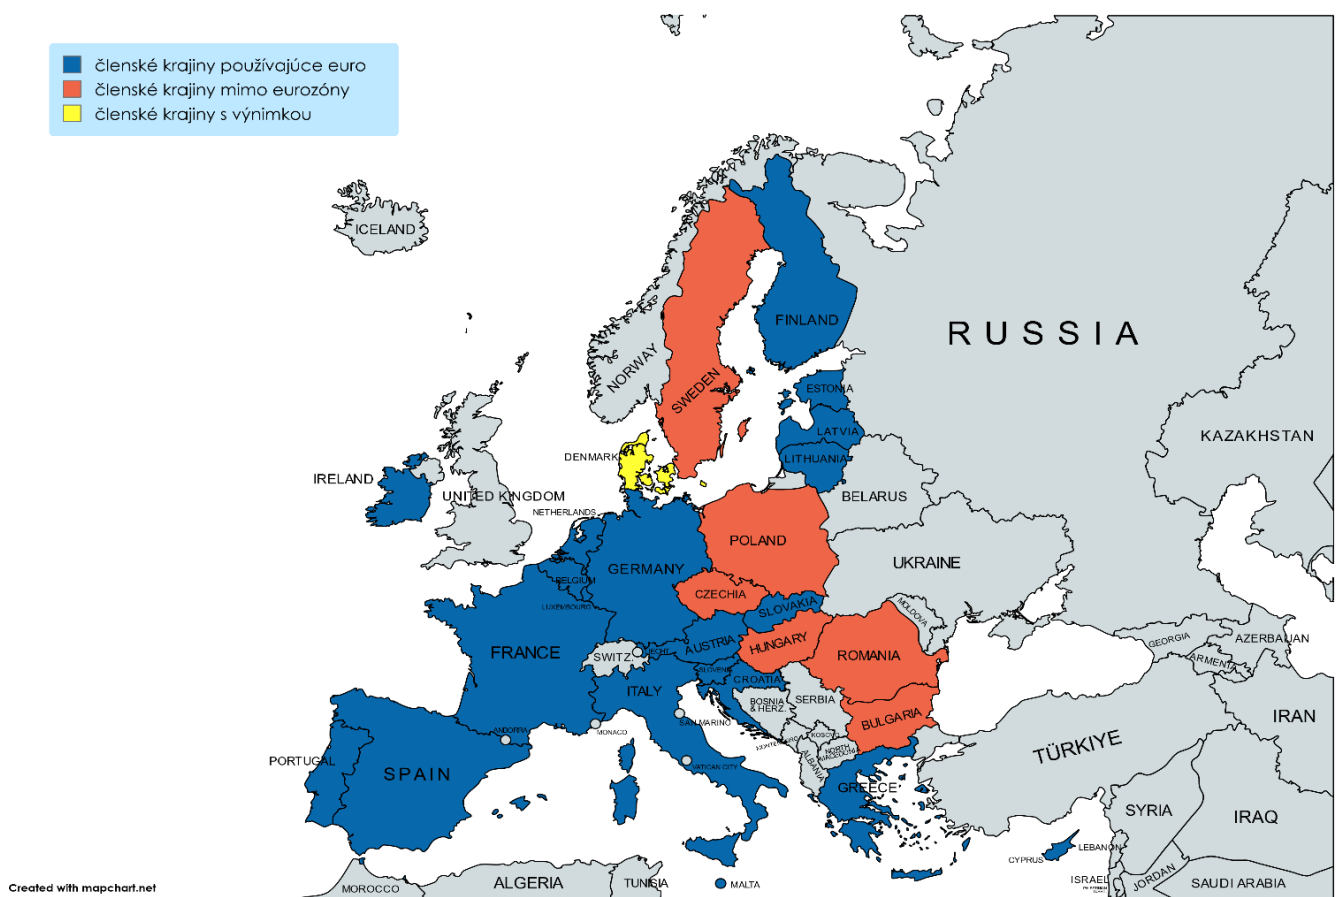 členské krajiny používajúce euro
členské krajiny mimo eurozóny
členské krajiny s výnimkou
ICELAND
RUSSIA
FINLAND
NORWAY
SWEDEN
ESTONIA
LATVIA
LITHUANIA
DENMARK
KAZAKHSTAN
IRELAND
UNITED KINGDOM
BELARUS
NETHERLANDS
POLAND
UKRAINE
GERMANY
BELGIUM
CZECHIA
LUXEMBOURG
SLOVAKIA
MOLDOVA
FRANCE
SWITZ.
AUSTRIA
HUNGARY
ROMANIA
GEORGIA
AZERBAIJAN
ARMENIA
ITALY
CROATIA
BOSNIA
& HERZ.
SERBIA
BULGARIA
SAN MARINO
MONACO
ANDORRA
KOSOVO
NORTH
MACEDONIA
ALBANIA
IRAN
TÜRKIYE
PORTUGAL
SPAIN
VATICAN CITY
GREECE
SYRIA
IRAQ
CYPRUS
LEBANON
ISRAEL
JORDAN
SAUDI ARABIA
MOROCCO
ALGERIA
TUNISIA
MALTA
Created with mapchart.net